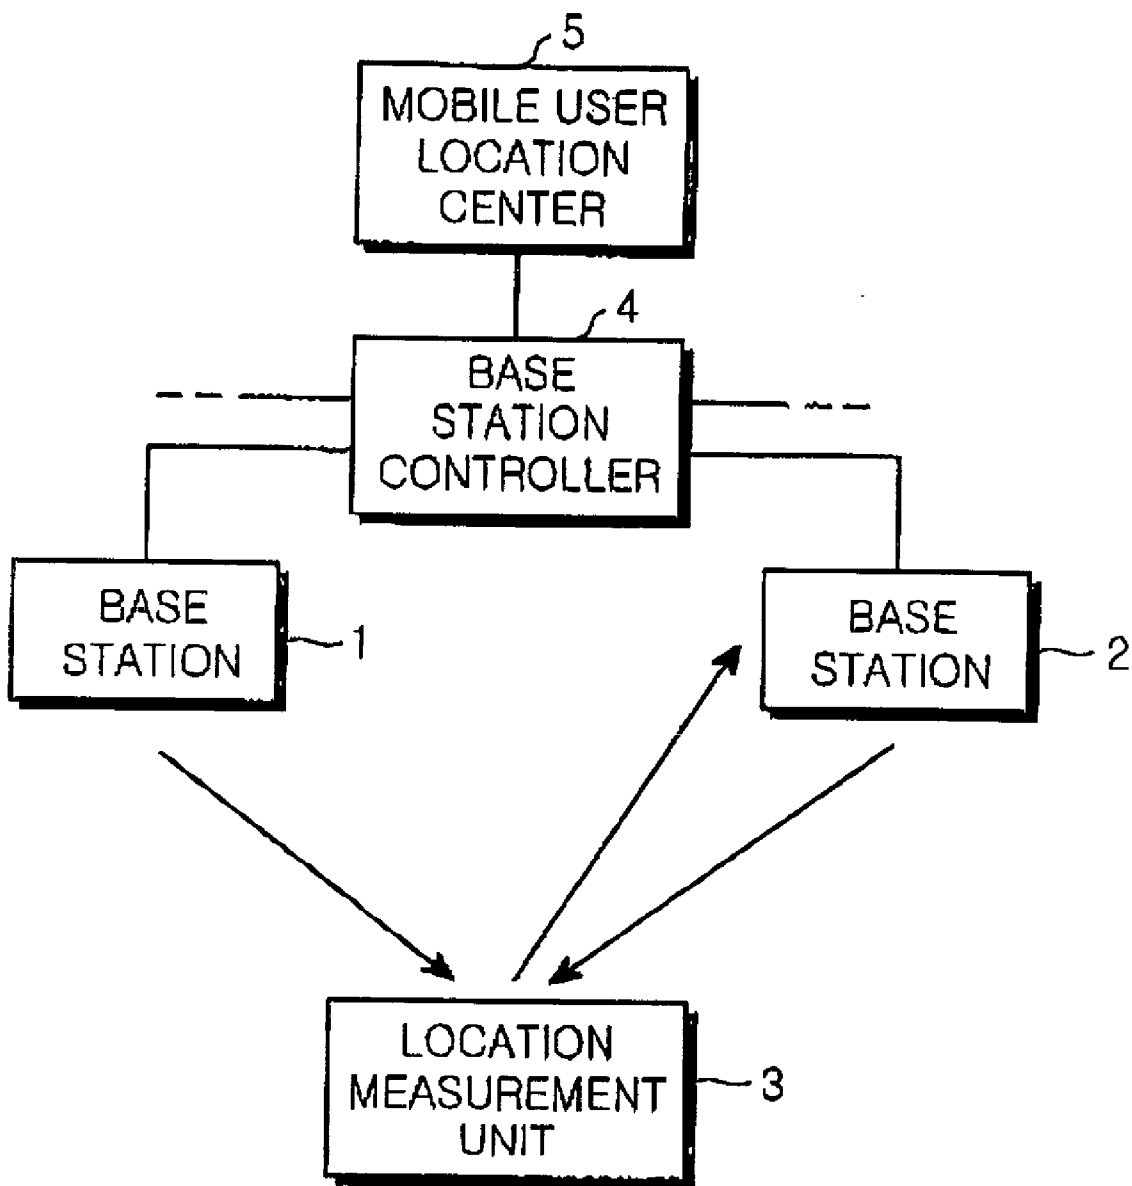 5
MOBILE USER
LOCATION
CENTER
4
BASE
STATION
CONTROLLER
BASE
STATION
1
BASE
STATION
2
LOCATION
MEASUREMENT
UNIT
3